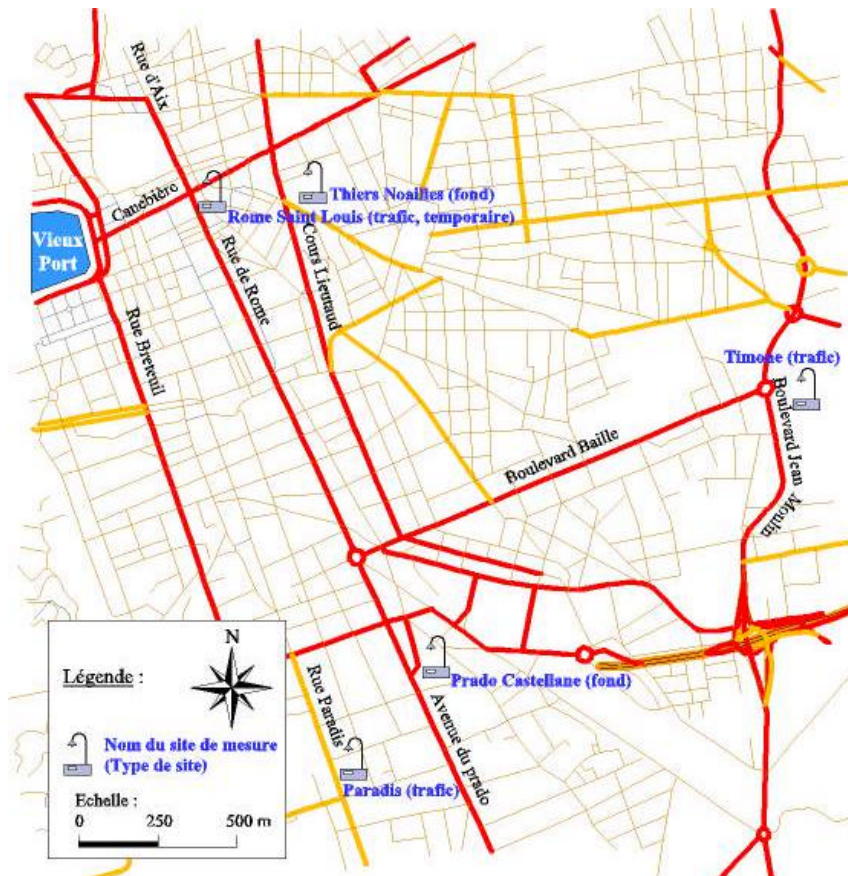 Rue d'Aix
Canebière
Thiers Noailles (fond)
Rome Saint Louis (trafic, temporaire)
Vieux
Port
Rue de Rome
Cours Lieutaud
Rue Breteuil
Timone (trafic)
Boulevard Jean
Moulin
Boulevard Baille
Prado Castellane (fond)
Rue Paradis
Avenue du prado
Paradis (trafic)
N
Légende :
Nom du site de mesure
(Type de site)
Echelle :
0 250 500 m